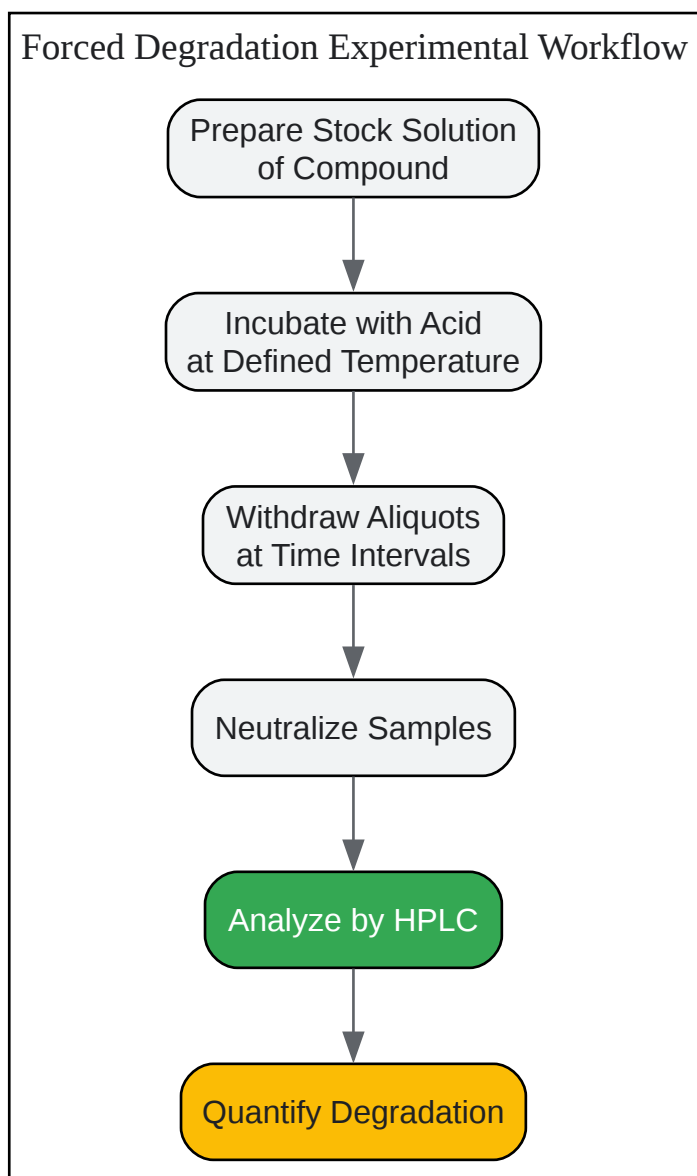 Forced Degradation Experimental Workflow
Prepare Stock Solution
of Compound
Incubate with Acid
at Defined Temperature
Withdraw Aliquots
at Time Intervals
Neutralize Samples
Analyze by HPLC
Quantify Degradation